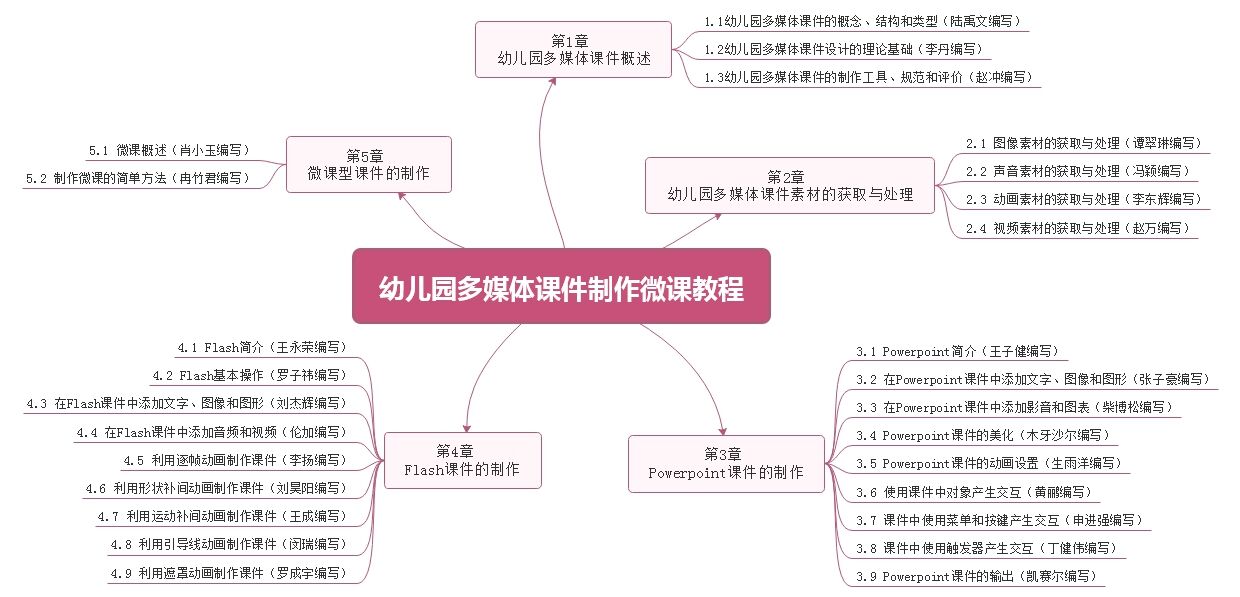 幼儿园多媒体课件制作微课教程
第1章
幼儿园多媒体课件概述
1.1幼儿园多媒体课件的概念、结构和类型（陆禹文编写）
1.2幼儿园多媒体课件设计的理论基础（李丹编写）
1.3幼儿园多媒体课件的制作工具、规范和评价（赵冲编写）
第2章
幼儿园多媒体课件素材的获取与处理
2.1 图像素材的获取与处理（谭翠琳编写）
2.2 声音素材的获取与处理（冯颖编写）
2.3 动画素材的获取与处理（李东辉编写）
2.4 视频素材的获取与处理（赵万编写）
第3章
Powerpoint课件的制作
3.1 Powerpoint简介（王子健编写）
3.2 在Powerpoint课件中添加文字、图像和图形（张子豪编写）
3.3 在Powerpoint课件中添加影音和图表（柴博松编写）
3.4 Powerpoint课件的美化（木牙沙尔编写）
3.5 Powerpoint课件的动画设置（生雨洋编写）
3.6 使用课件中对象产生交互（黄鹂编写）
3.7 课件中使用菜单和按键产生交互（申进强编写）
3.8 课件中使用触发器产生交互（丁健伟编写）
3.9 Powerpoint课件的输出（凯赛尔编写）
第4章
Flash课件的制作
4.1 Flash简介（王永荣编写）
4.2 Flash基本操作（罗子祎编写）
4.3 在Flash课件中添加文字、图像和图形（刘杰辉编写）
4.4 在Flash课件中添加音频和视频（伦加编写）
4.5 利用逐帧动画制作课件（李扬编写）
4.6 利用形状补间动画制作课件（刘昊阳编写）
4.7 利用运动补间动画制作课件（王成编写）
4.8 利用引导线动画制作课件（闵瑞编写）
4.9 利用遮罩动画制作课件（罗成宇编写）
第5章
微课型课件的制作
5.1 微课概述（肖小玉编写）
5.2 制作微课的简单方法（冉竹君编写）